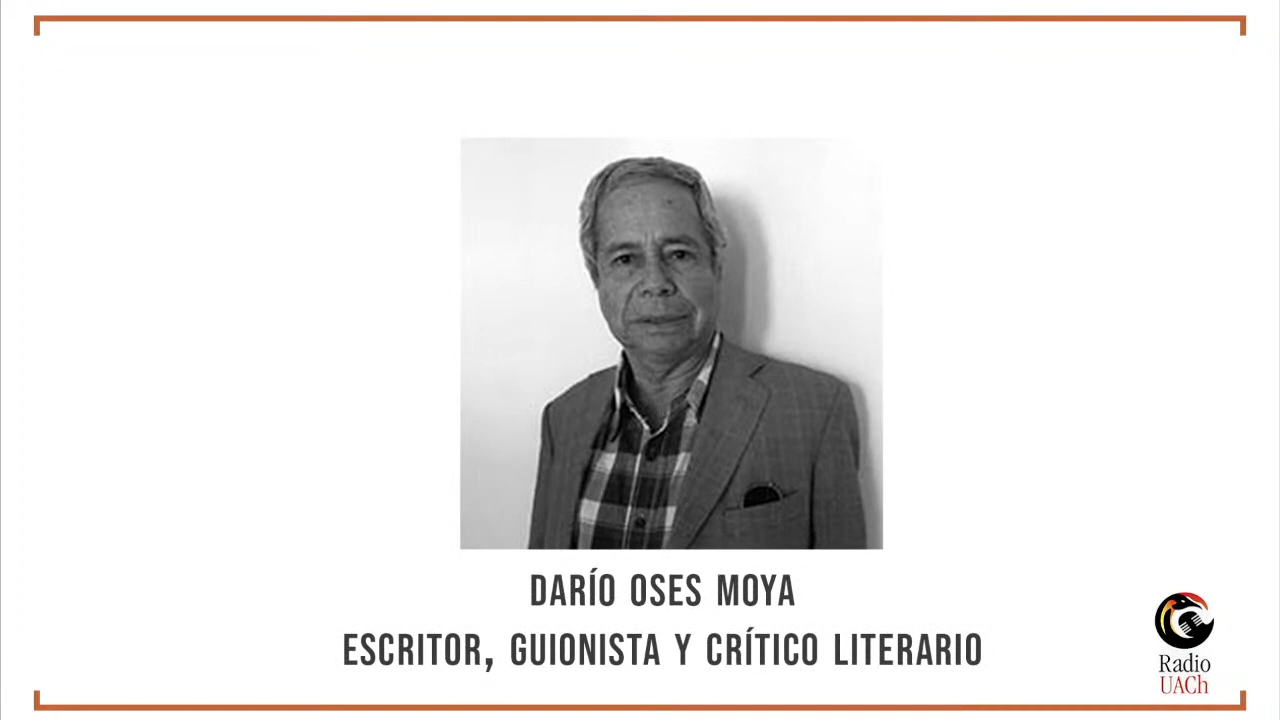 DARÍO OSES MOYA
ESCRITOR, GUIONISTA Y CRÍTICO LITERARIO
Radio
UACh